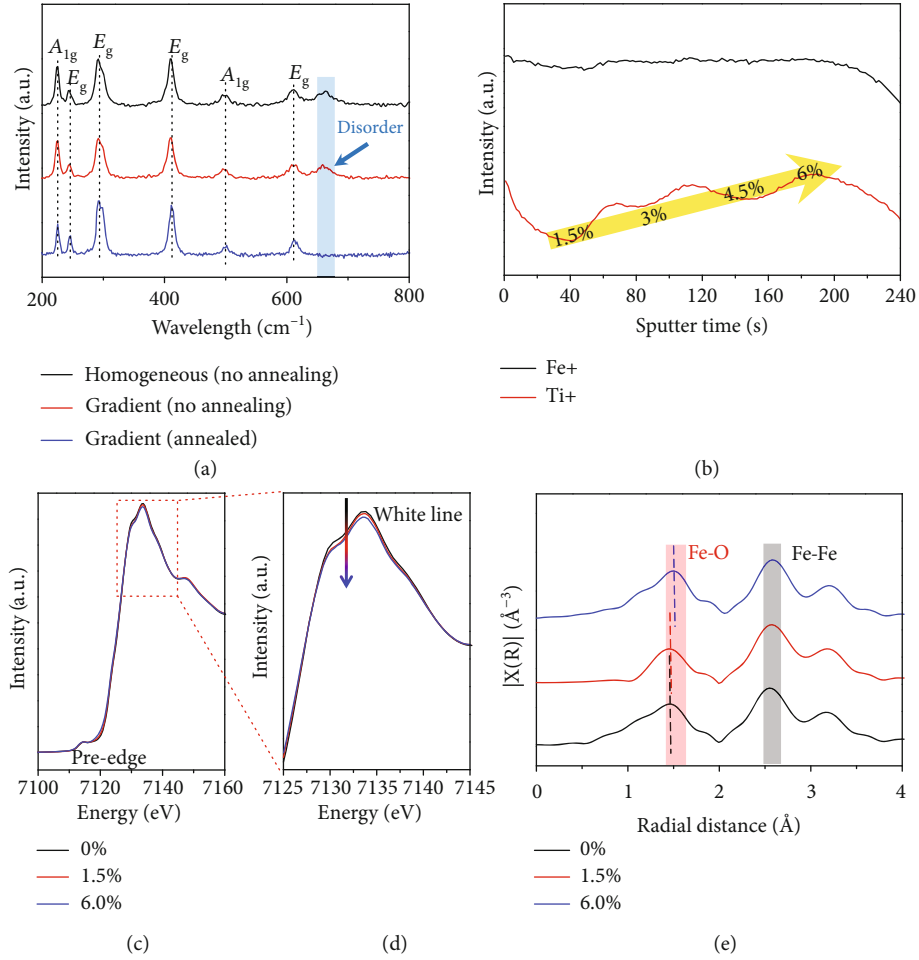 A1g
Eg
Eg
Eg
A1g
Eg
Disorder
Intensity (a.u.)
200 400 600 800
Wavelength (cm−1)
Homogeneous (no annealing)
Gradient (no annealing)
Gradient (annealed)
(a)
Intensity (a.u.)
1.5%
3%
4.5%
6%
0 40 80 120 160 200 240
Sputter time (s)
Fe+
Ti+
(b)
Intensity (a.u.)
Pre-edge
7100 7120 7140 7160
Energy (eV)
0%
1.5%
6.0%
(c)
White line
Intensity (a.u.)
7125 7130 7135 7140 7145
Energy (eV)
(d)
Fe-O
Fe-Fe
|X(R)| (Å−3)
0 1 2 3 4
Radial distance (Å)
0%
1.5%
6.0%
(e)